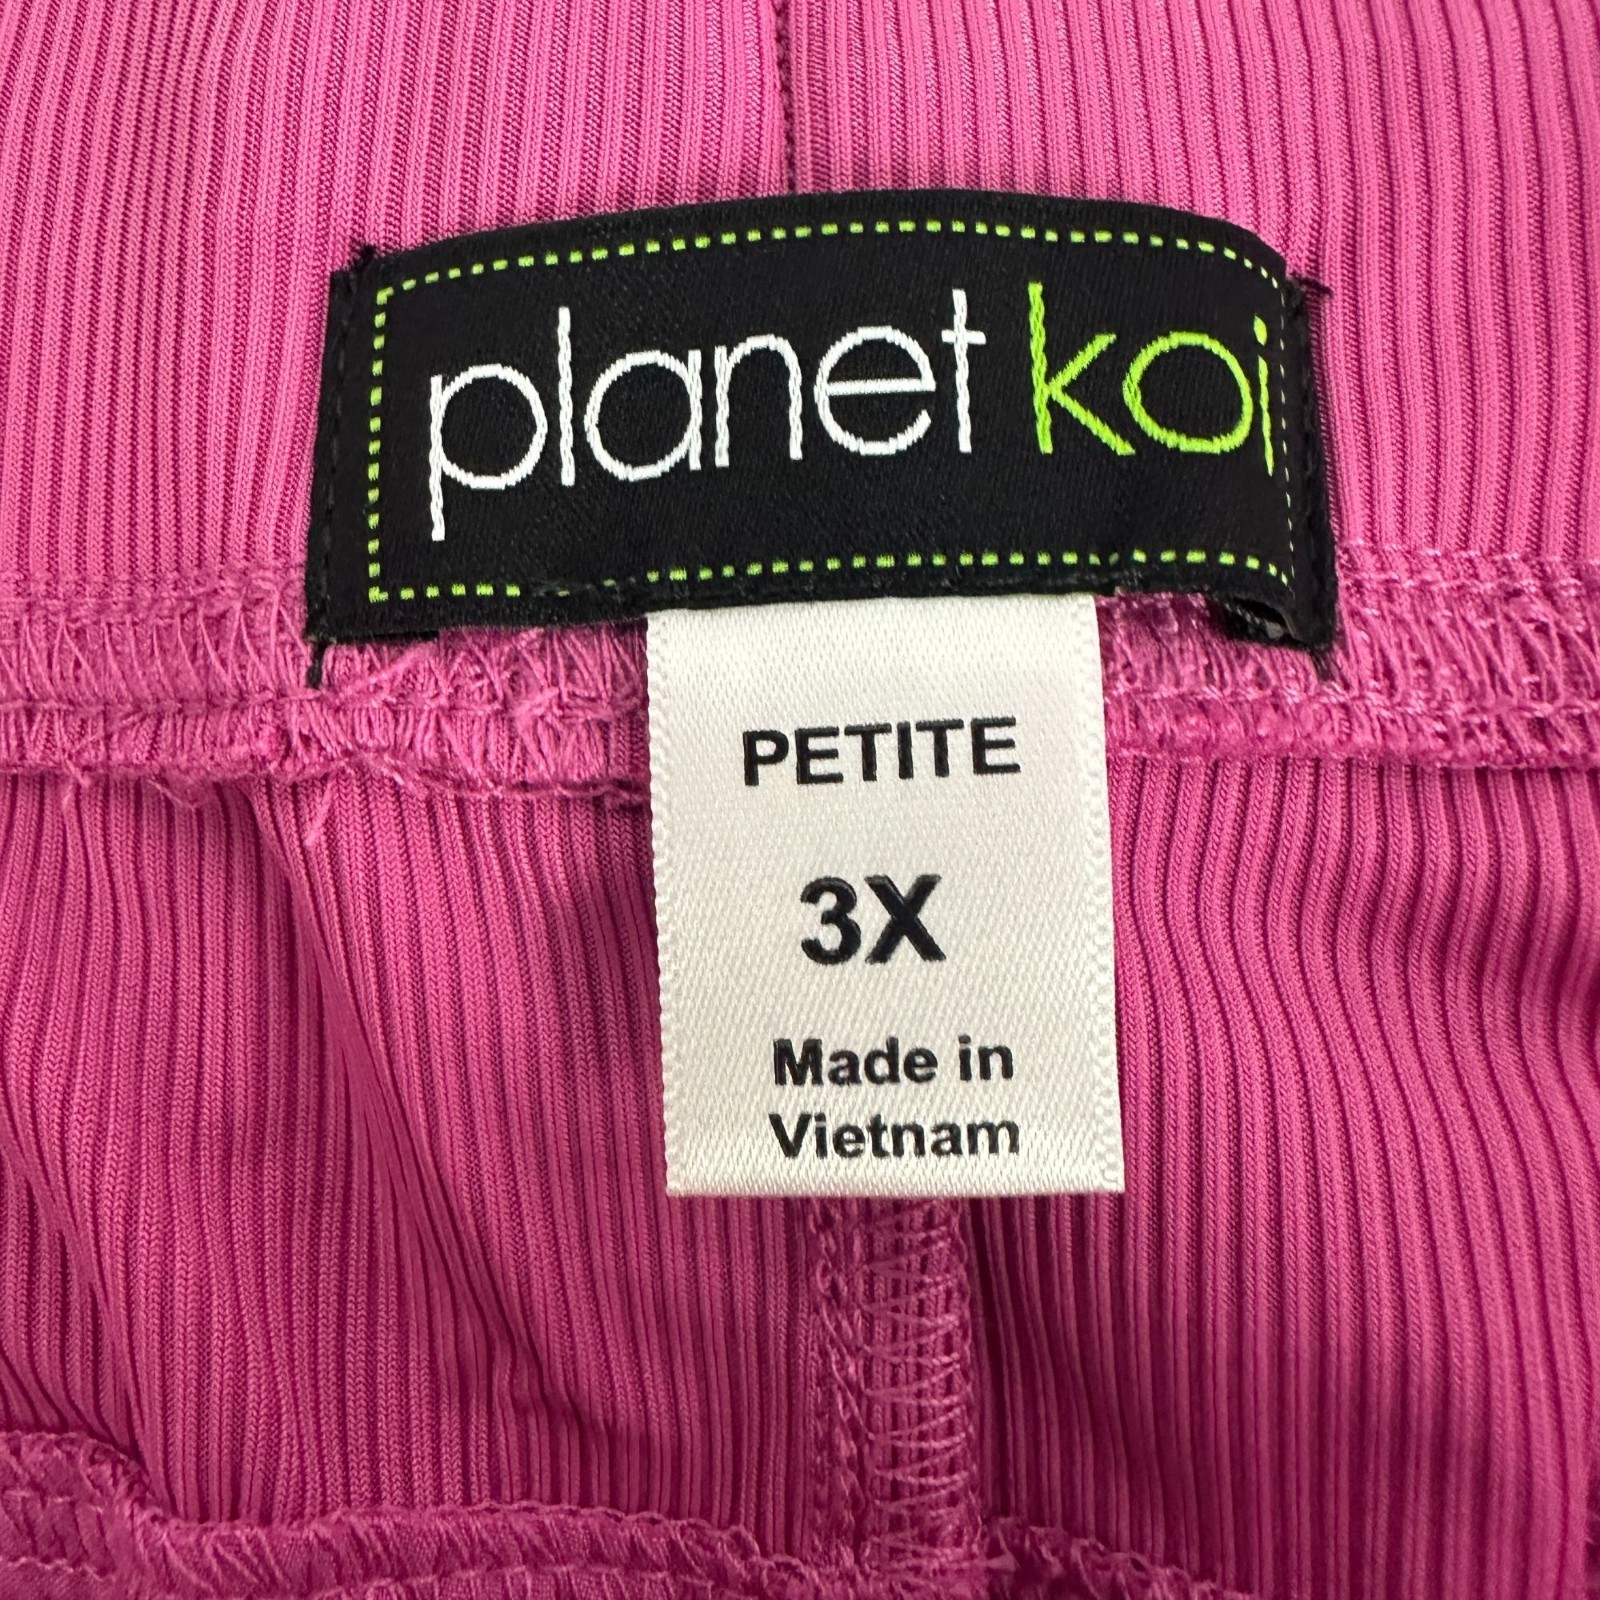 planet koi
PETITE
3X
Made in
Vietnam